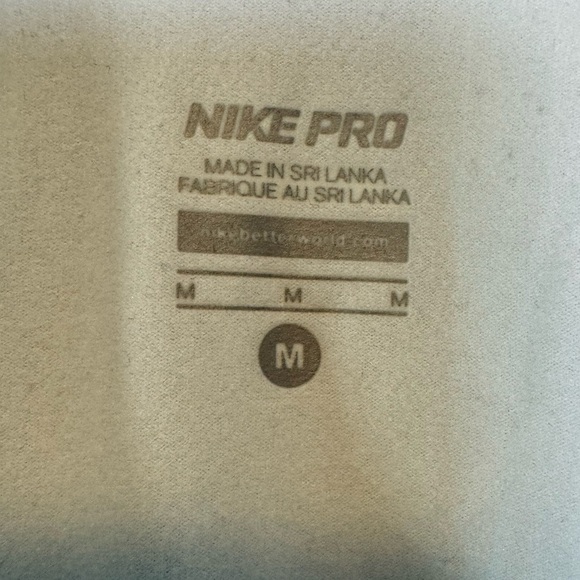 NIKE PRO
MADE IN SRI LANKA
FABRIQUE AU SRI LANKA
nikebetterworld.com
M M M
M